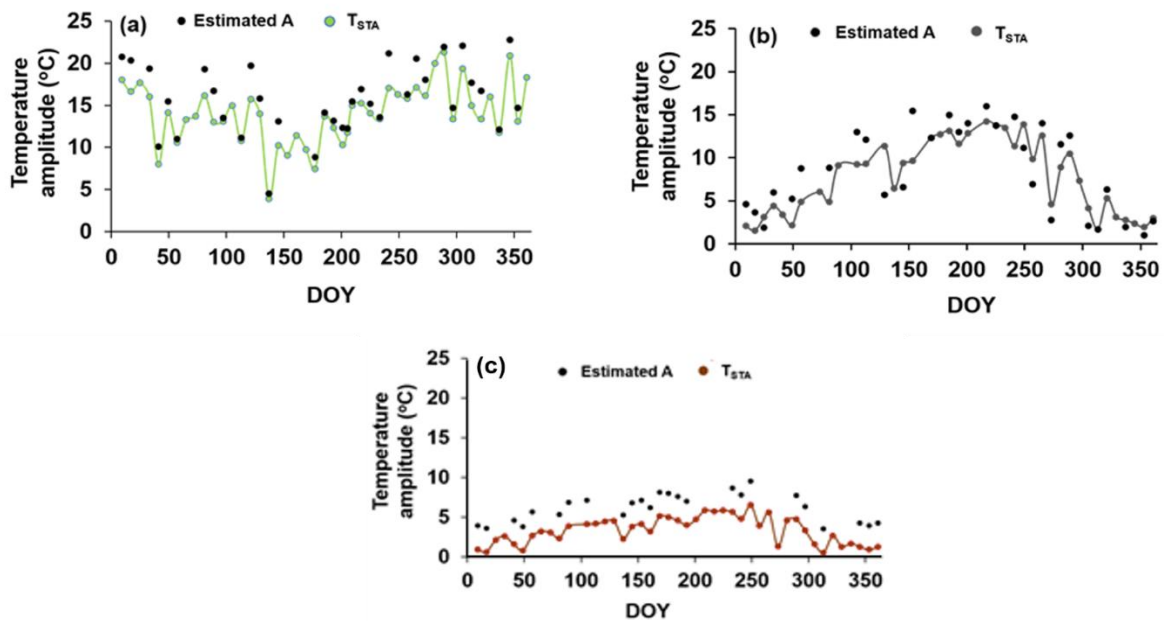 (a) Estimated A T_STA
25
20
15
10
5
0
Temperature
amplitude (°C)
0 50 100 150 200 250 300 350
DOY
(b) Estimated A T_STA
25
20
15
10
5
0
Temperature
amplitude (°C)
0 50 100 150 200 250 300 350
DOY
(c) Estimated A T_STA
25
20
15
10
5
0
Temperature
amplitude (°C)
0 50 100 150 200 250 300 350
DOY